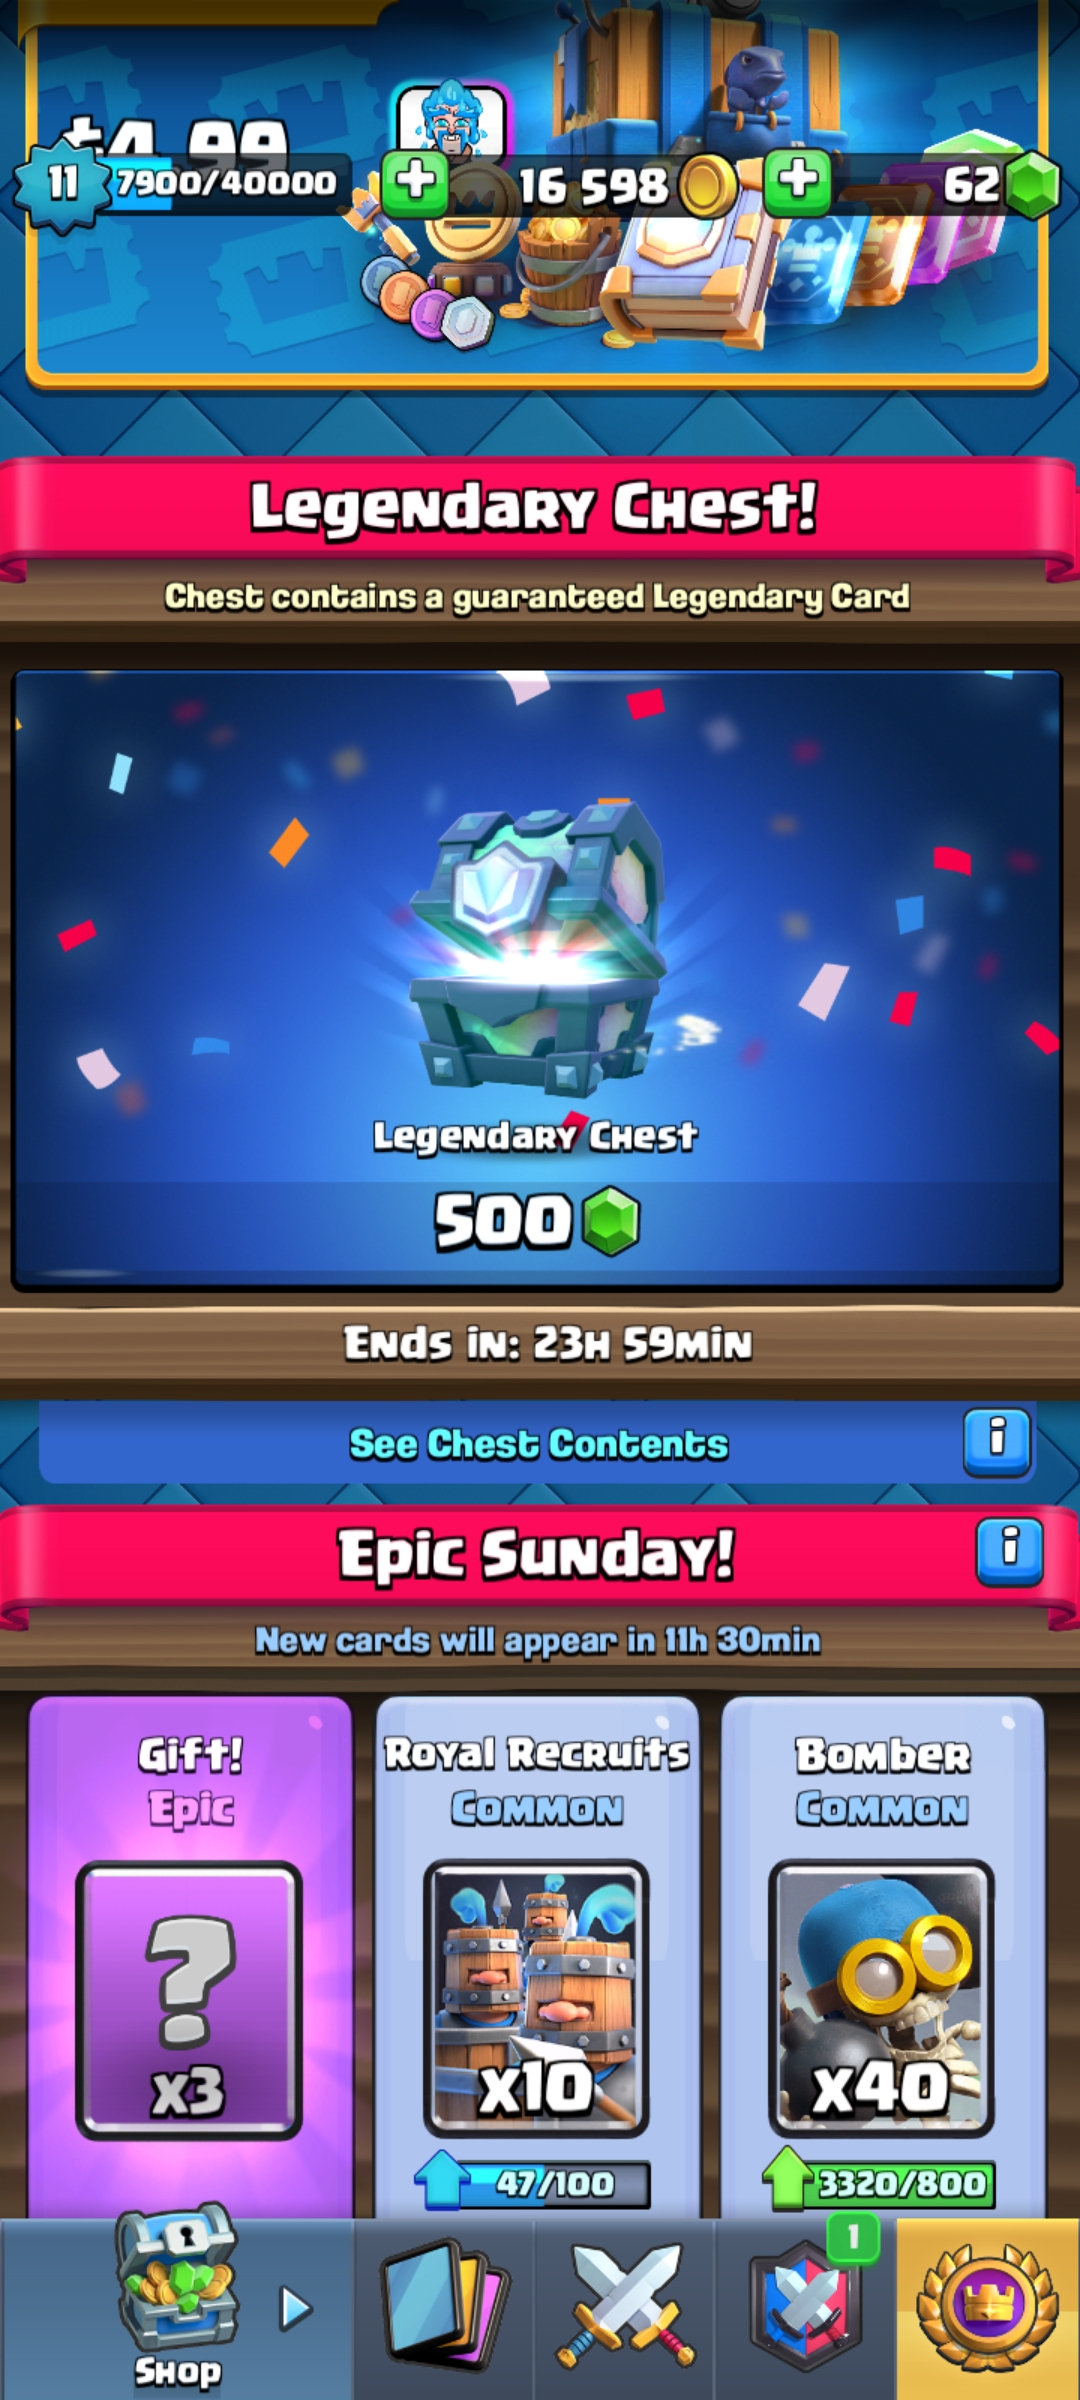 $4.99
11
7900/40000
16 598
62
Legendary Chest!
Chest contains a guaranteed Legendary Card
Legendary Chest
500
Ends in: 23h 59min
See Chest Contents
i
Epic Sunday!
i
New cards will appear in 11h 30min
Gift!
Epic
x3
Royal Recruits
Common
x10
47/100
Bomber
Common
x40
3320/800
1
Shop